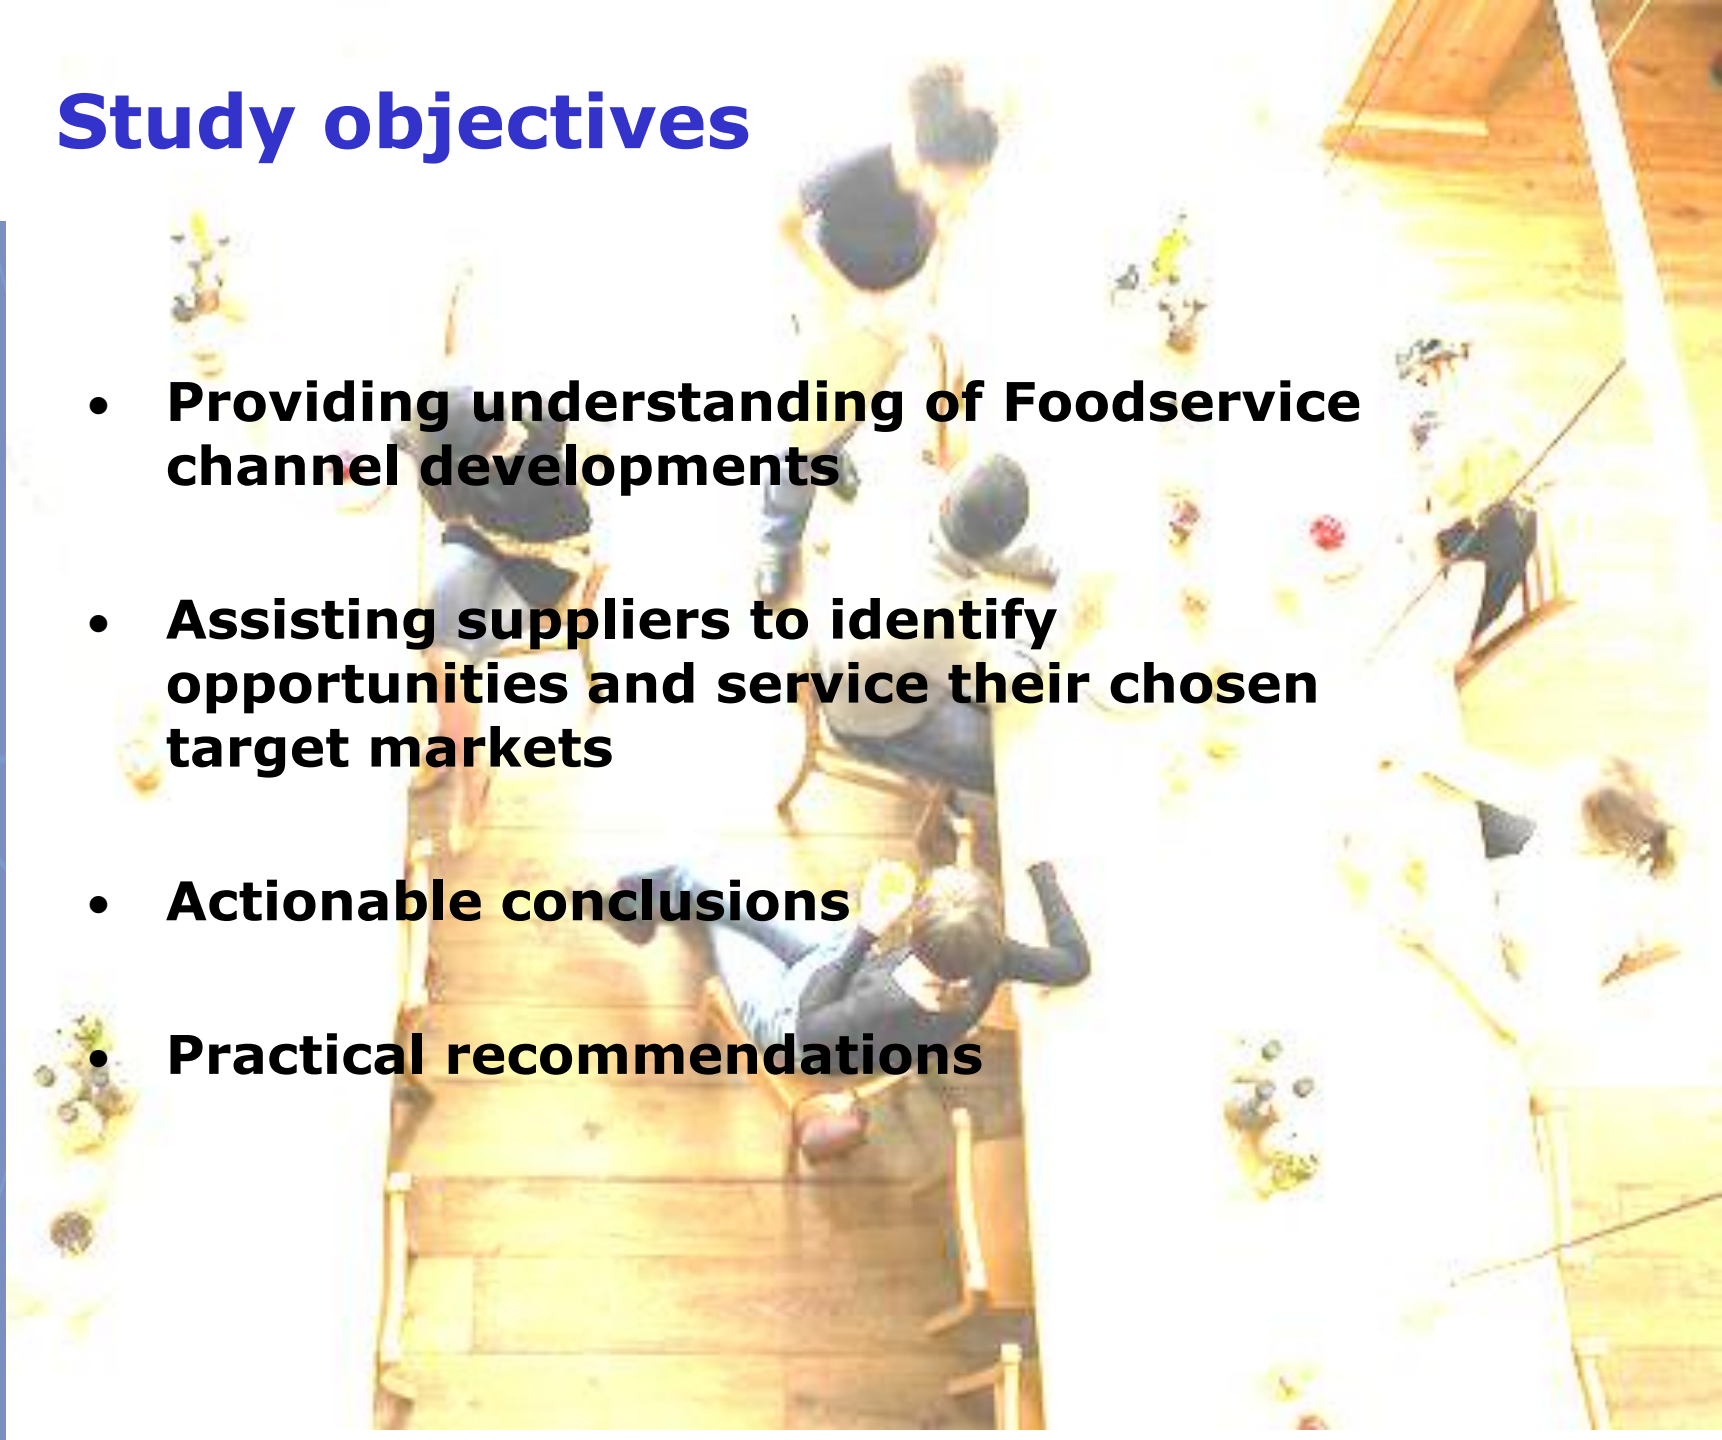 Study objectives
• Providing understanding of Foodservice
channel developments
• Assisting suppliers to identify
opportunities and service their chosen
target markets
• Actionable conclusions
• Practical recommendations